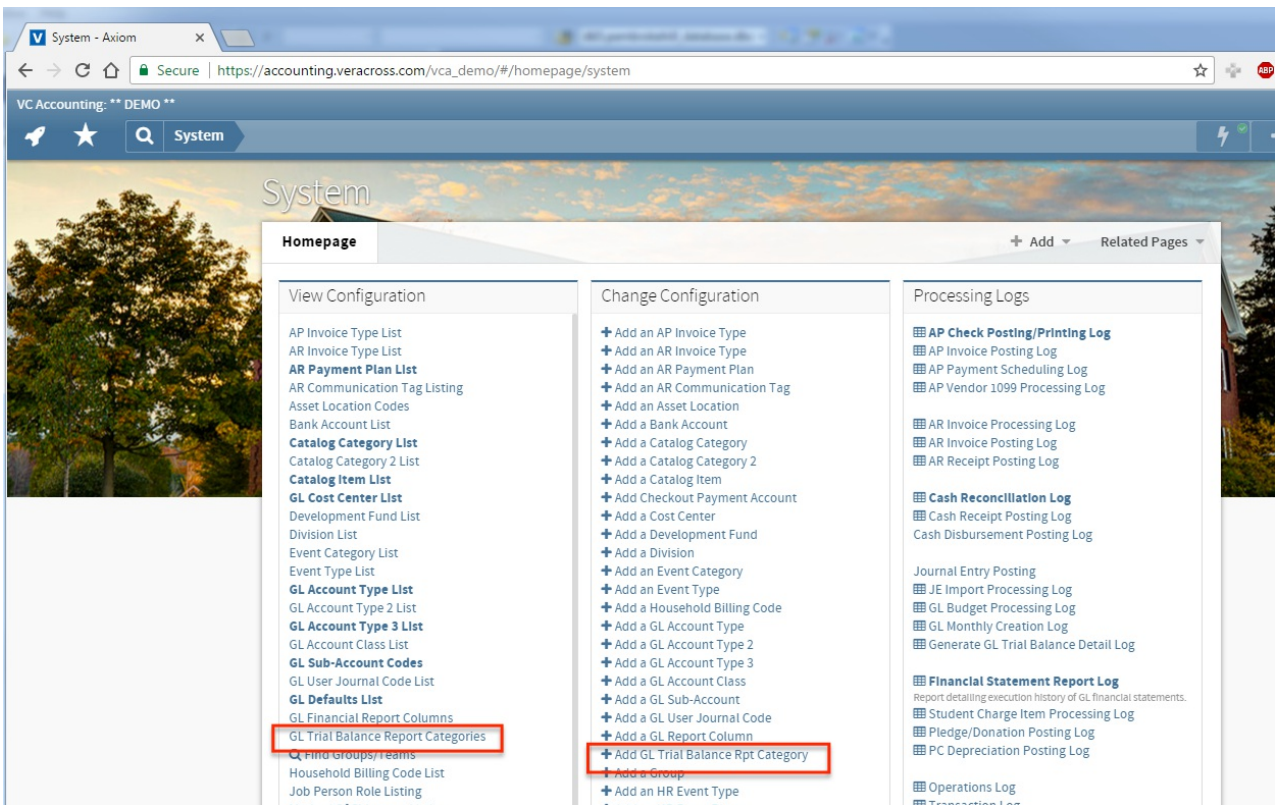 System - Axiom
Secure | https://accounting.veracross.com/vca_demo/#/homepage/system
ABP
VC Accounting: ** DEMO **
System
System
Homepage
Add
Related Pages
View Configuration
AP Invoice Type List
AR Invoice Type List
AR Payment Plan List
AR Communication Tag Listing
Asset Location Codes
Bank Account List
Catalog Category List
Catalog Category 2 List
Catalog Item List
GL Cost Center List
Development Fund List
Division List
Event Category List
Event Type List
GL Account Type List
GL Account Type 2 List
GL Account Type 3 List
GL Account Class List
GL Sub-Account Codes
GL User Journal Code List
GL Defaults List
GL Financial Report Columns
GL Trial Balance Report Categories
Find Groups/Teams
Household Billing Code List
Job Person Role Listing
Change Configuration
Add an AP Invoice Type
Add an AR Invoice Type
Add an AR Payment Plan
Add an AR Communication Tag
Add an Asset Location
Add a Bank Account
Add a Catalog Category
Add a Catalog Category 2
Add a Catalog Item
Add Checkout Payment Account
Add a Cost Center
Add a Development Fund
Add a Division
Add an Event Category
Add an Event Type
Add a Household Billing Code
Add a GL Account Type
Add a GL Account Type 2
Add a GL Account Type 3
Add a GL Account Class
Add a GL Sub-Account
Add a GL User Journal Code
Add a GL Report Column
Add GL Trial Balance Rpt Category
Add a Group
Add an HR Event Type
Processing Logs
AP Check Posting/Printing Log
AP Invoice Posting Log
AP Payment Scheduling Log
AP Vendor 1099 Processing Log
AR Invoice Processing Log
AR Invoice Posting Log
AR Receipt Posting Log
Cash Reconciliation Log
Cash Receipt Posting Log
Cash Disbursement Posting Log
Journal Entry Posting
JE Import Processing Log
GL Budget Processing Log
GL Monthly Creation Log
Generate GL Trial Balance Detail Log
Financial Statement Report Log
Report detailing execution history of GL financial statements.
Student Charge Item Processing Log
Pledge/Donation Posting Log
PC Depreciation Posting Log
Operations Log
Transaction Log